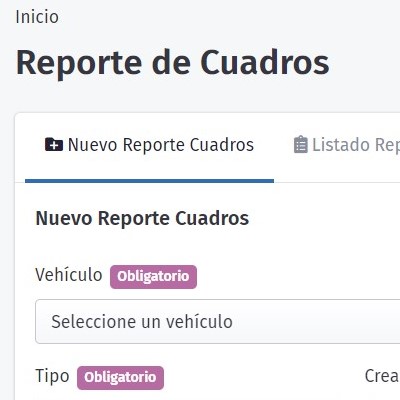 Inicio
Reporte de Cuadros
Nuevo Reporte Cuadros Listado Rep
Nuevo Reporte Cuadros
Vehículo Obligatorio
Seleccione un vehículo
Tipo Obligatorio Crea